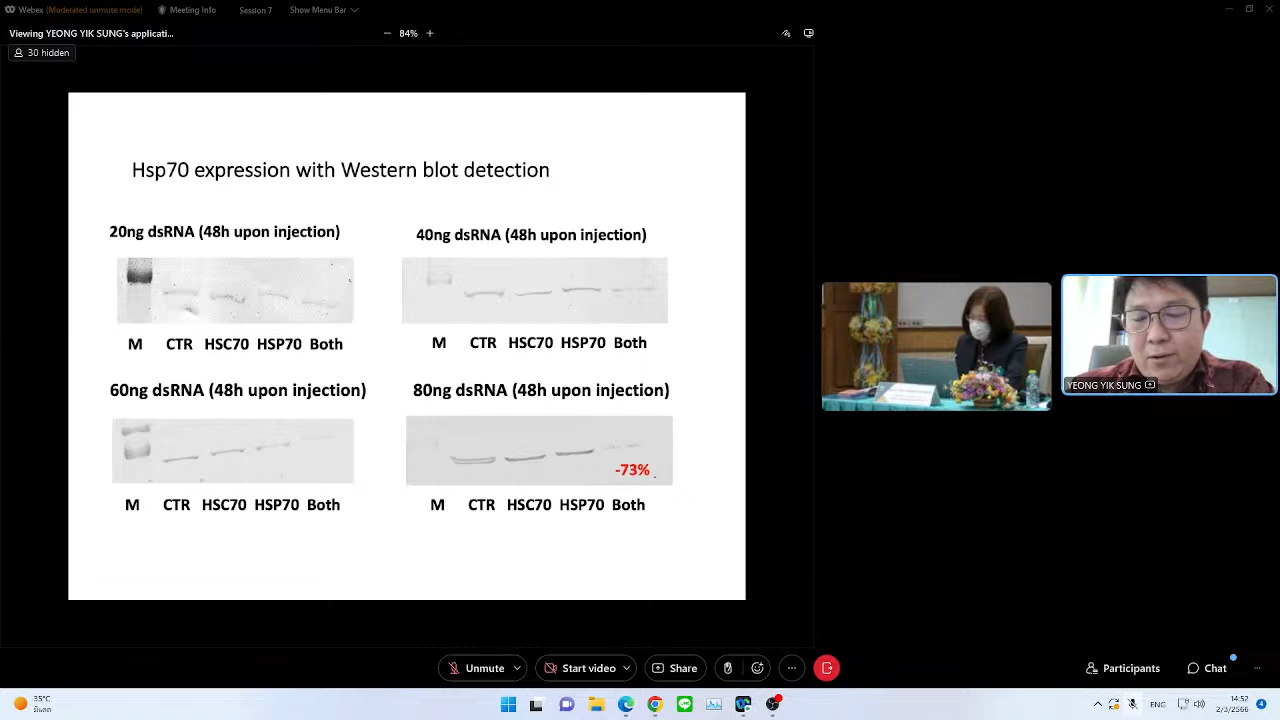 Webex (Moderated unmute mode) Meeting Info Session 7 Show Menu Bar
Viewing YEONG YIK SUNG's applicati... 84%
30 hidden
Hsp70 expression with Western blot detection
20ng dsRNA (48h upon injection)
40ng dsRNA (48h upon injection)
M CTR HSC70 HSP70 Both
M CTR HSC70 HSP70 Both
60ng dsRNA (48h upon injection)
80ng dsRNA (48h upon injection)
-73%
M CTR HSC70 HSP70 Both
M CTR HSC70 HSP70 Both
YEONG YIK SUNG
Unmute Start video Share Participants Chat
35°C ENG 14:52
2/3/2566